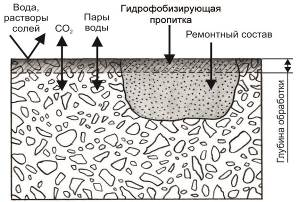 Вода,
растворы
солей
CO₂
Пары
воды
Гидрофобизирующая
пропитка
Ремонтный состав
Глубина обработки